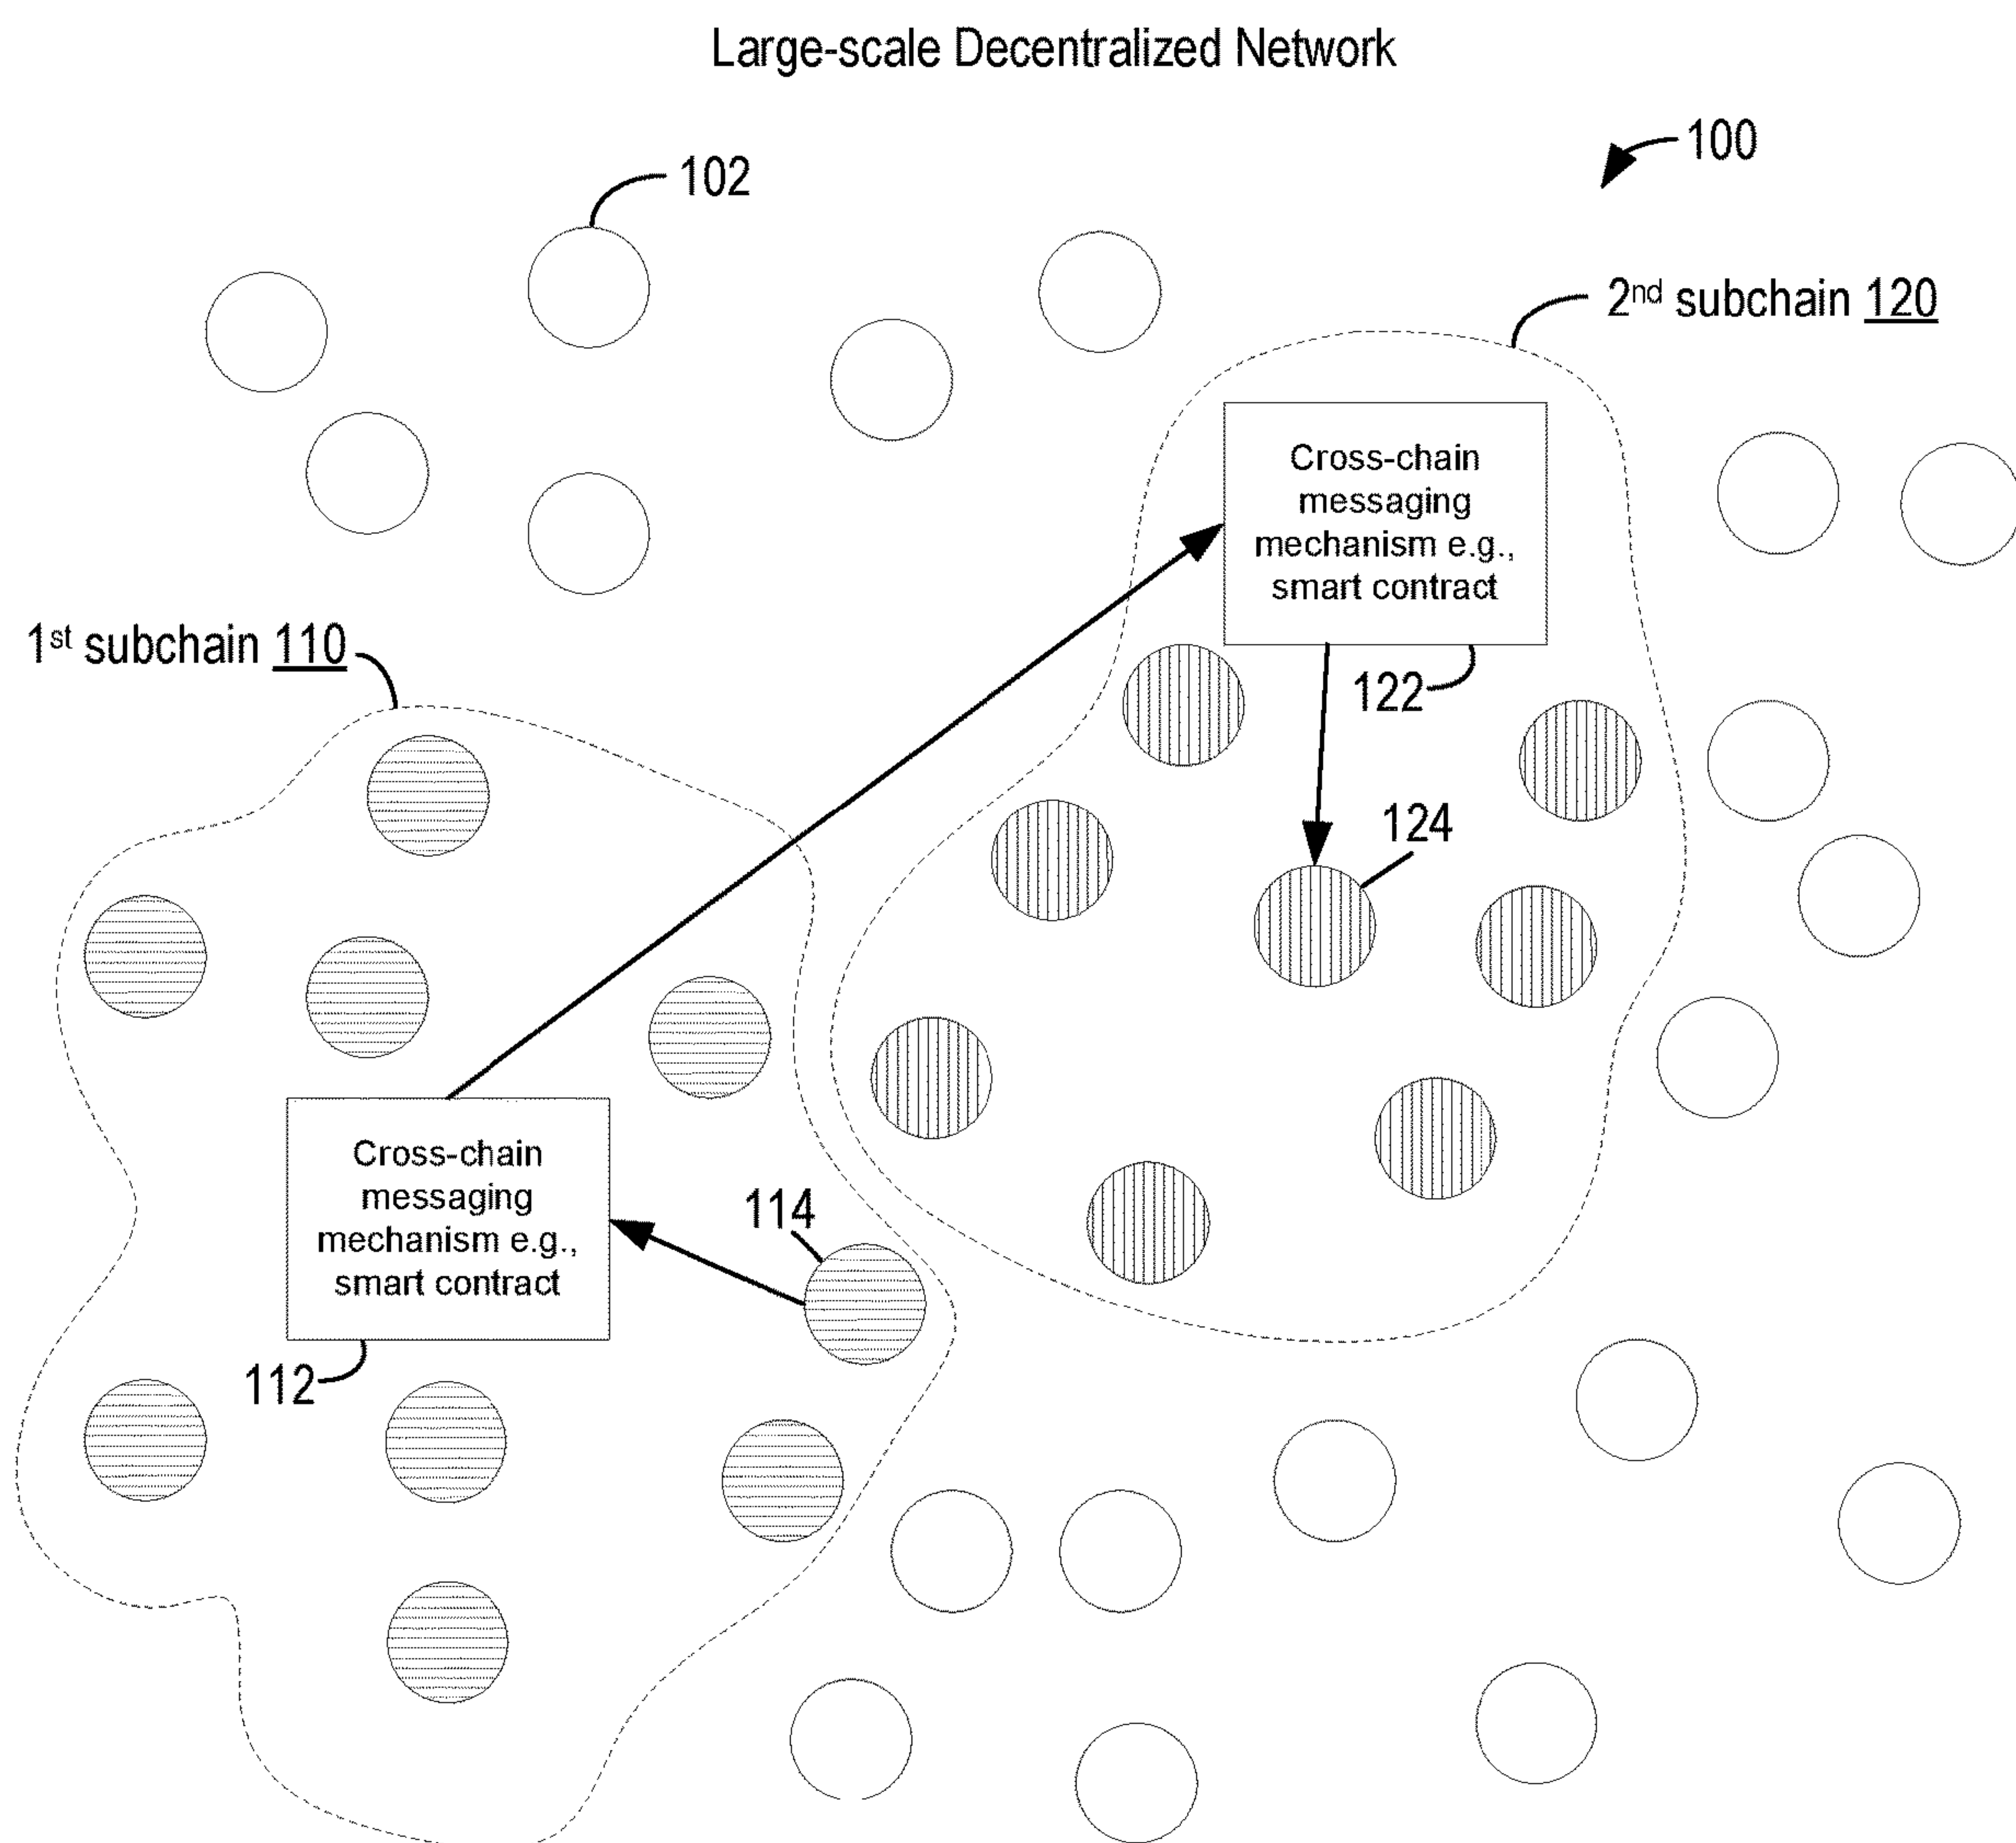 Large-scale Decentralized Network
100
102
2nd subchain 120
Cross-chain
messaging
mechanism e.g.,
smart contract
1st subchain 110
122
124
Cross-chain
messaging
mechanism e.g.,
smart contract
114
112